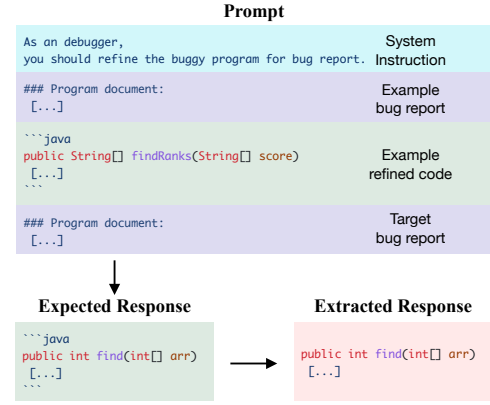 Prompt
As an debugger,
you should refine the buggy program for bug report.
System
Instruction
### Program document:
[...]
Example
bug report
```java
public String[] findRanks(String[] score)
[...]
```
Example
refined code
### Program document:
[...]
Target
bug report
Expected Response
```java
public int find(int[] arr)
[...]
```
Extracted Response
public int find(int[] arr)
[...]